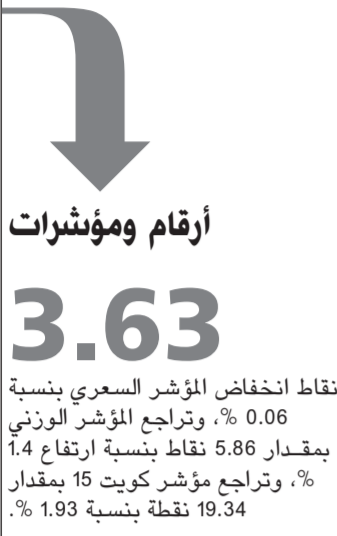 أرقام ومؤشرات
3.63
نقاط انخفاض المؤشر السعري بنسبة
0.06 %، وتراجع المؤشر الوزني
بمقدار 5.86 نقاط بنسبة ارتفاع 1.4
%، وتراجع مؤشر كويت 15 بمقدار
19.34 نقطة بنسبة 1.93 %.